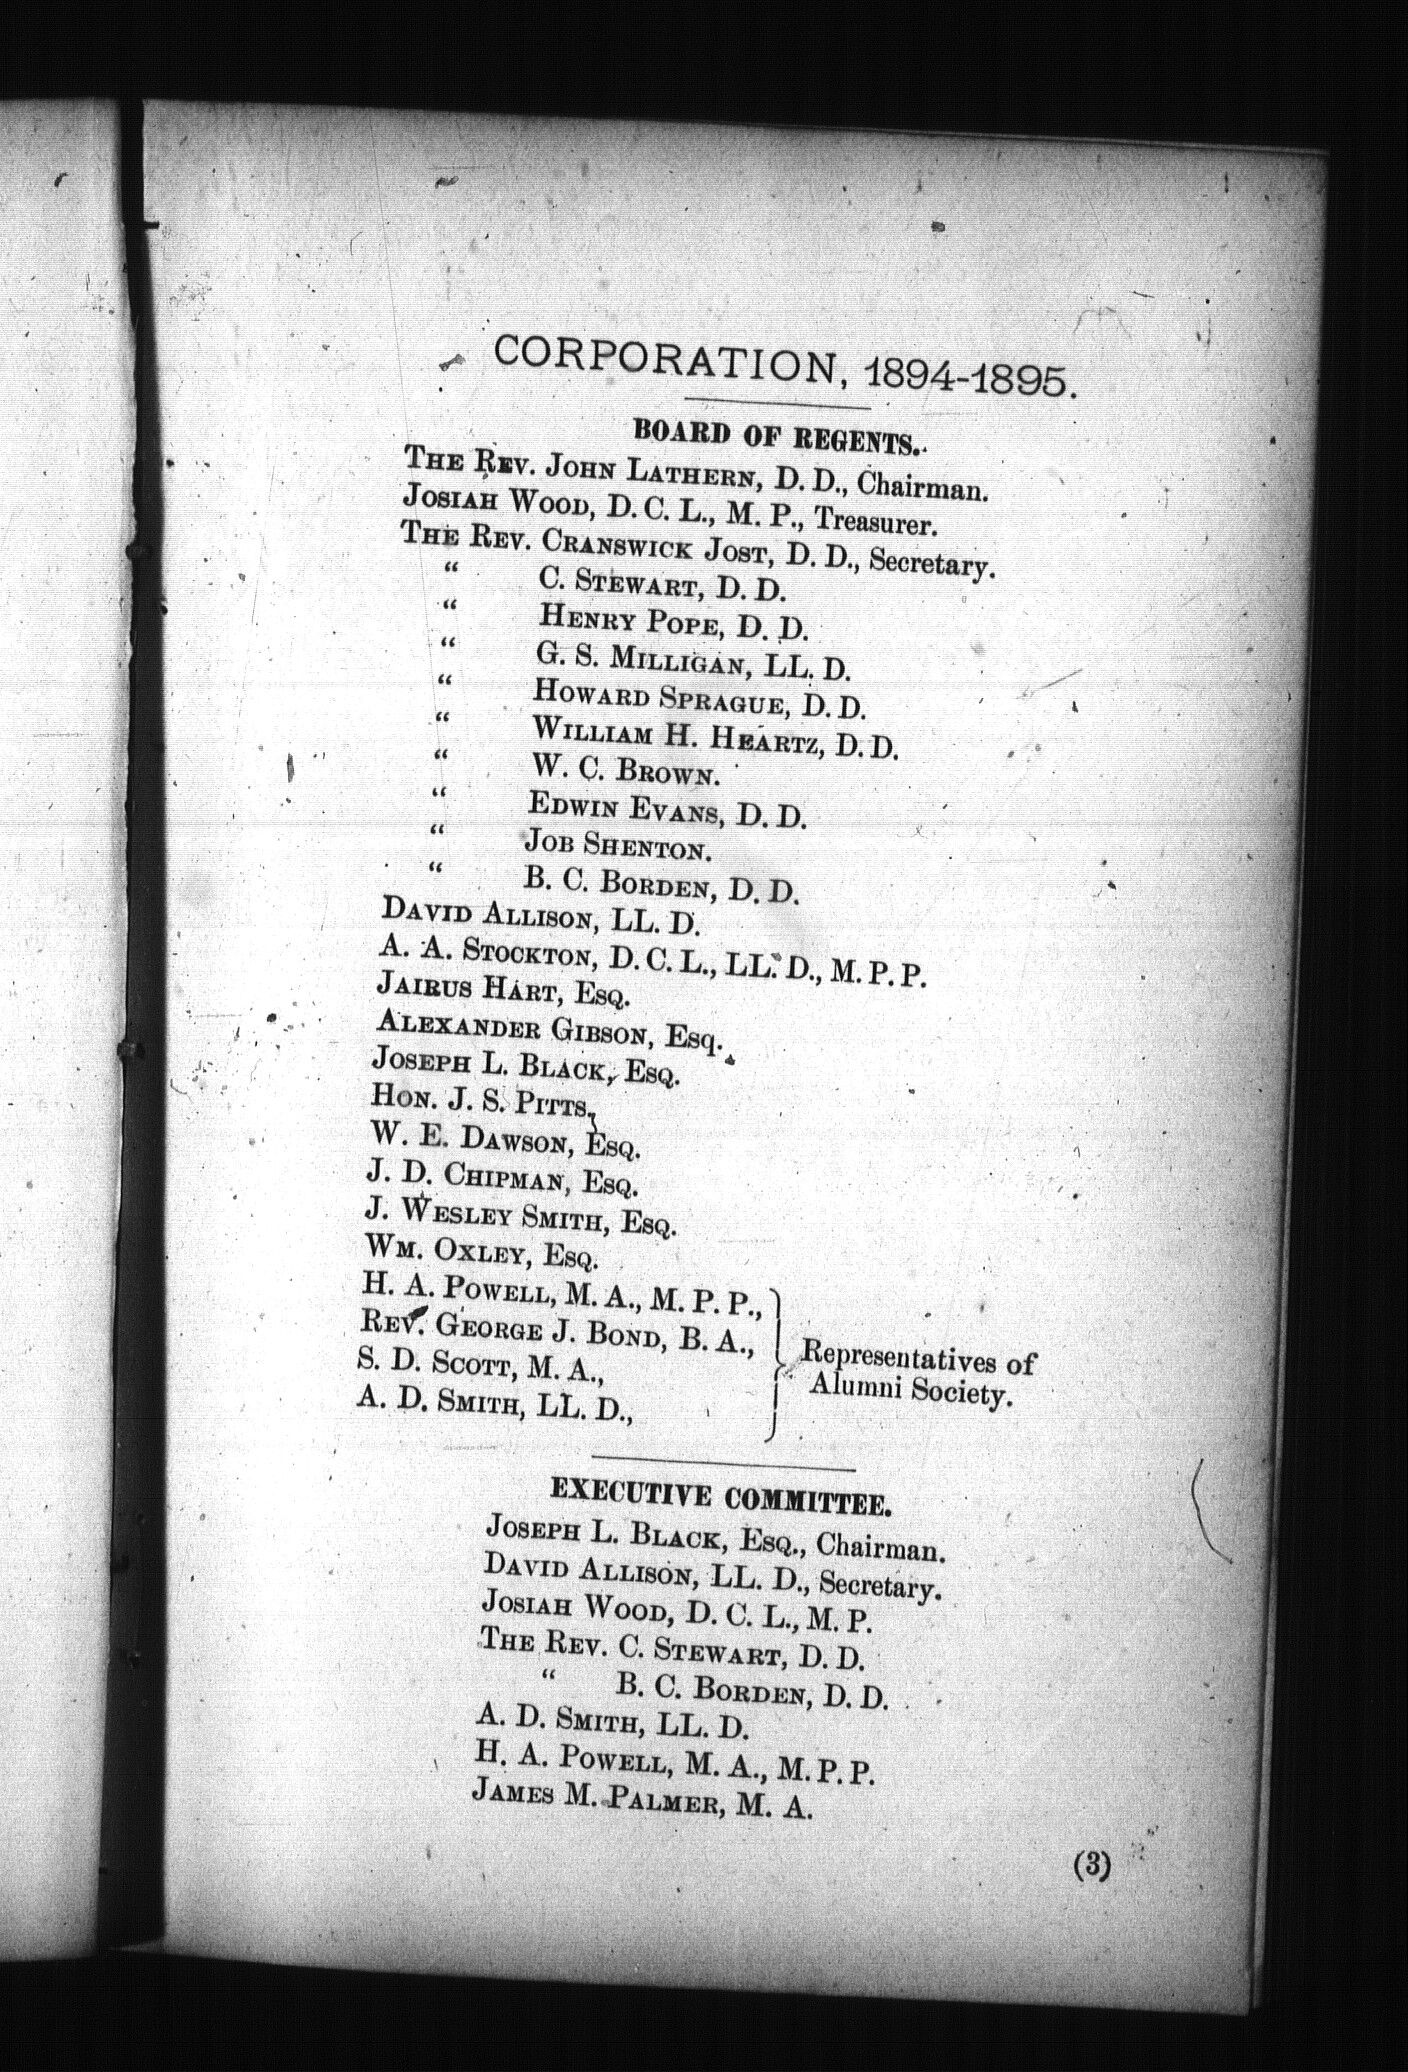 CORPORATION, 1894-1895.
BOARD OF REGENTS.
THE REV. JOHN LATHERN, D. D., Chairman.
JOSIAH WOOD, D. C. L., M. P., Treasurer.
THE REV. CRANSWICK JOST, D. D., Secretary.
“ C. STEWART, D. D.
“ HENRY POPE, D. D.
“ G. S. MILLIGAN, LL. D.
“ HOWARD SPRAGUE, D. D.
“ WILLIAM H. HEARTZ, D. D.
“ W. C. BROWN.
“ EDWIN EVANS, D. D.
“ JOB SHENTON.
“ B. C. BORDEN, D. D.
DAVID ALLISON, LL. D.
A. A. STOCKTON, D. C. L., LL. D., M. P. P.
JAIRUS HART, ESQ.
ALEXANDER GIBSON, Esq.
JOSEPH L. BLACK, ESQ.
HON. J. S. PITTS,
W. E. DAWSON, ESQ.
J. D. CHIPMAN, ESQ.
J. WESLEY SMITH, ESQ.
WM. OXLEY, ESQ.
H. A. POWELL, M. A., M. P. P.,
REV. GEORGE J. BOND, B. A.,
S. D. SCOTT, M. A.,
A. D. SMITH, LL. D.,
Representatives of
Alumni Society.
EXECUTIVE COMMITTEE.
JOSEPH L. BLACK, ESQ., Chairman.
DAVID ALLISON, LL. D., Secretary.
JOSIAH WOOD, D. C. L., M. P.
THE REV. C. STEWART, D. D.
“ B. C. BORDEN, D. D.
A. D. SMITH, LL. D.
H. A. POWELL, M. A., M. P. P.
JAMES M. PALMER, M. A.
(3)